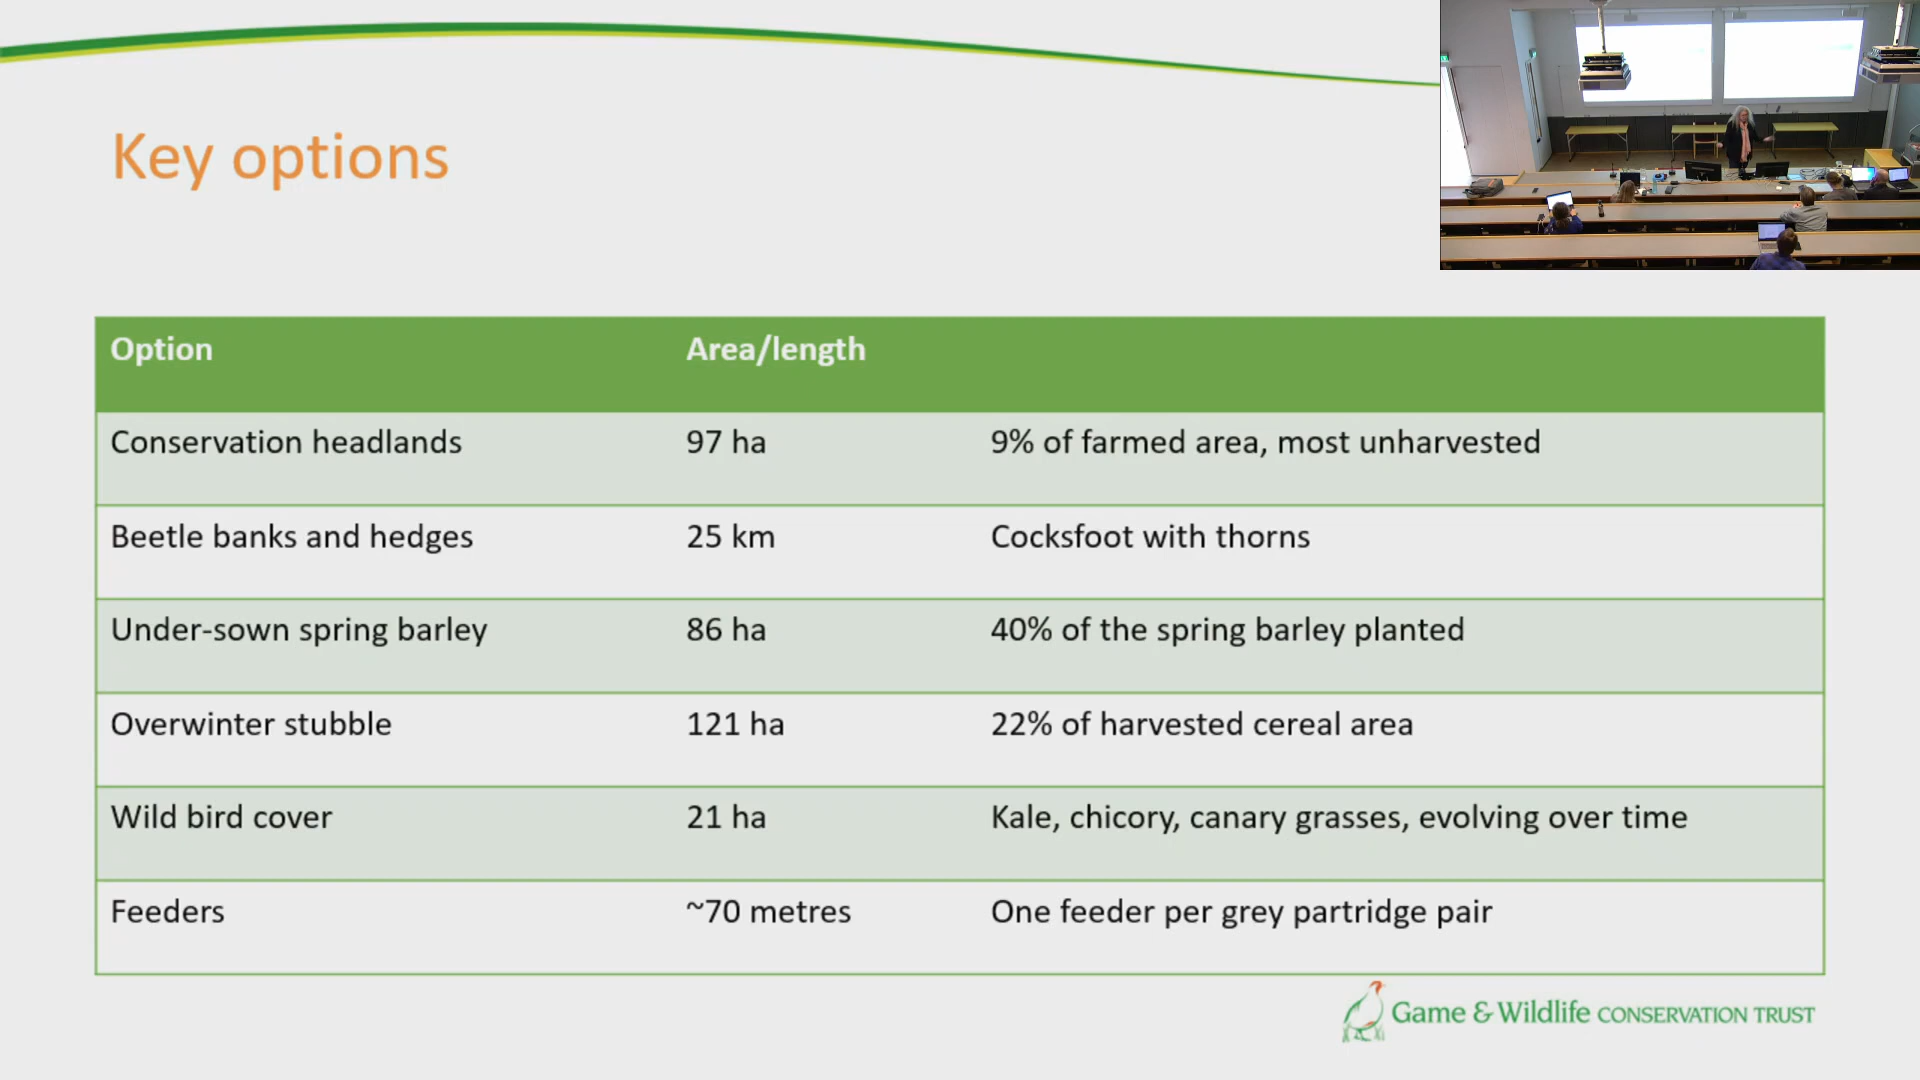 Key options
Option Area/length
Conservation headlands 97 ha 9% of farmed area, most unharvested
Beetle banks and hedges 25 km Cocksfoot with thorns
Under-sown spring barley 86 ha 40% of the spring barley planted
Overwinter stubble 121 ha 22% of harvested cereal area
Wild bird cover 21 ha Kale, chicory, canary grasses, evolving over time
Feeders ~70 metres One feeder per grey partridge pair
Game & Wildlife CONSERVATION TRUST